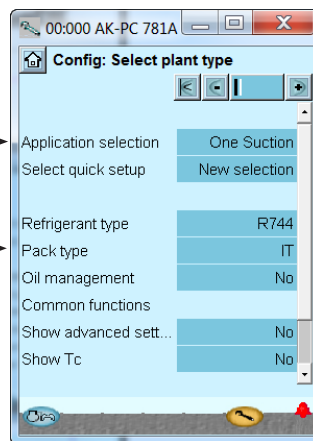 00:000 AK-PC 781A
Config: Select plant type
Application selection One Suction
Select quick setup New selection
Refrigerant type R744
Pack type IT
Oil management No
Common functions
Show advanced sett... No
Show Tc No